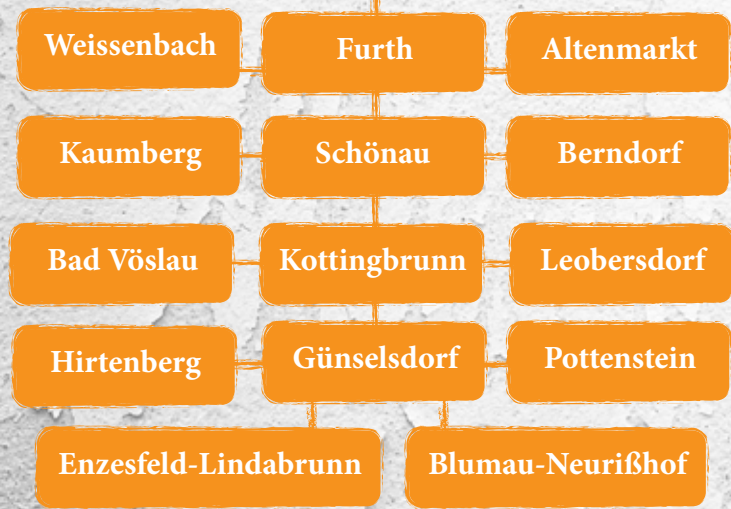 Weissenbach Furth Altenmarkt
Kaumberg Schönau Berndorf
Bad Vöslau Kottingbrunn Leobersdorf
Hirtenberg Günselsdorf Pottenstein
Enzesfeld-Lindabrunn Blumau-Neurißhof